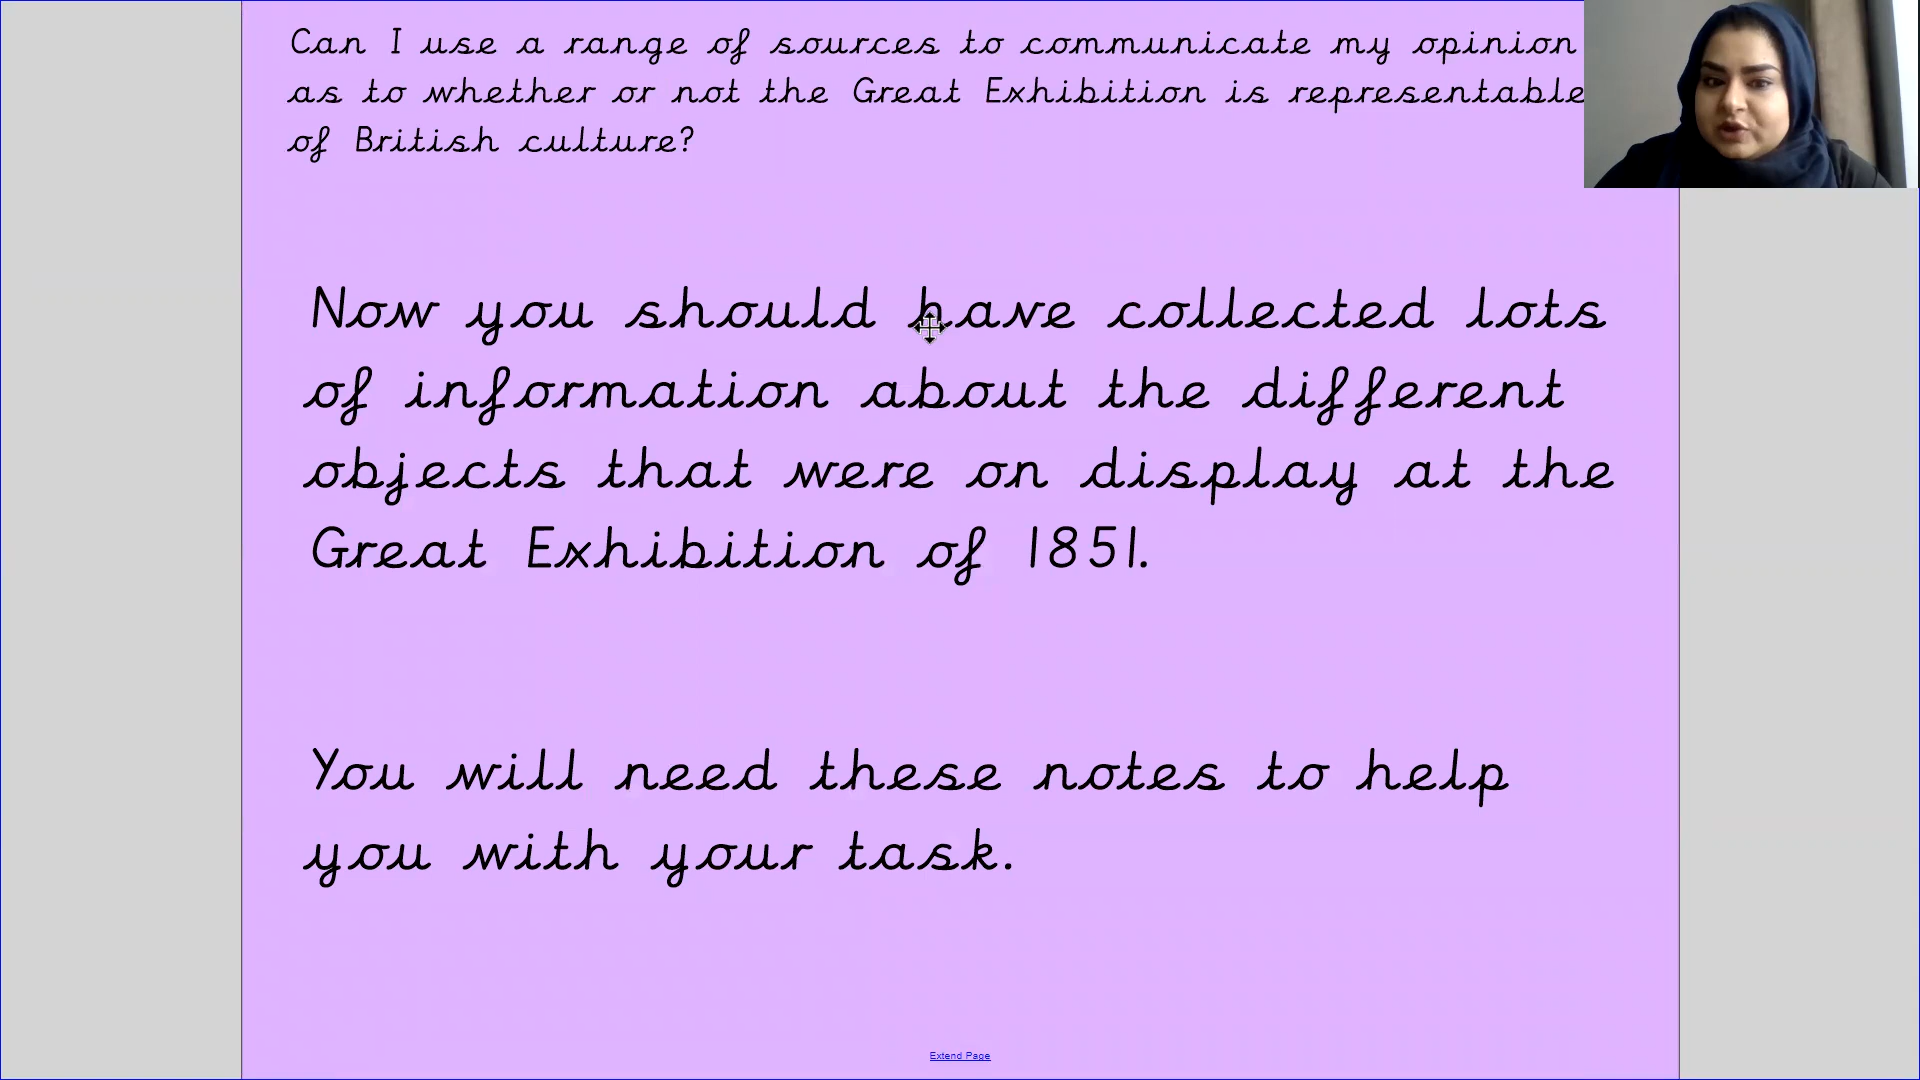 Can I use a range of sources to communicate my opinion
as to whether or not the Great Exhibition is representable
of British culture?
Now you should have collected lots
of information about the different
objects that were on display at the
Great Exhibition of 1851.
You will need these notes to help
you with your task.
Extend Page